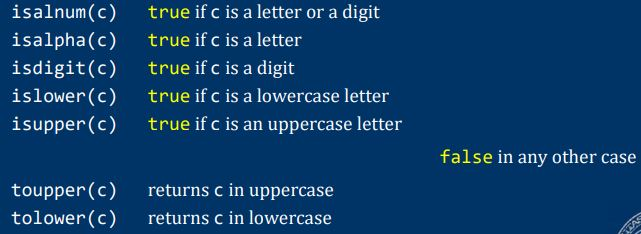 isalnum(c) true if c is a letter or a digit
isalpha(c) true if c is a letter
isdigit(c) true if c is a digit
islower(c) true if c is a lowercase letter
isupper(c) true if c is an uppercase letter
false in any other case
toupper(c) returns c in uppercase
tolower(c) returns c in lowercase